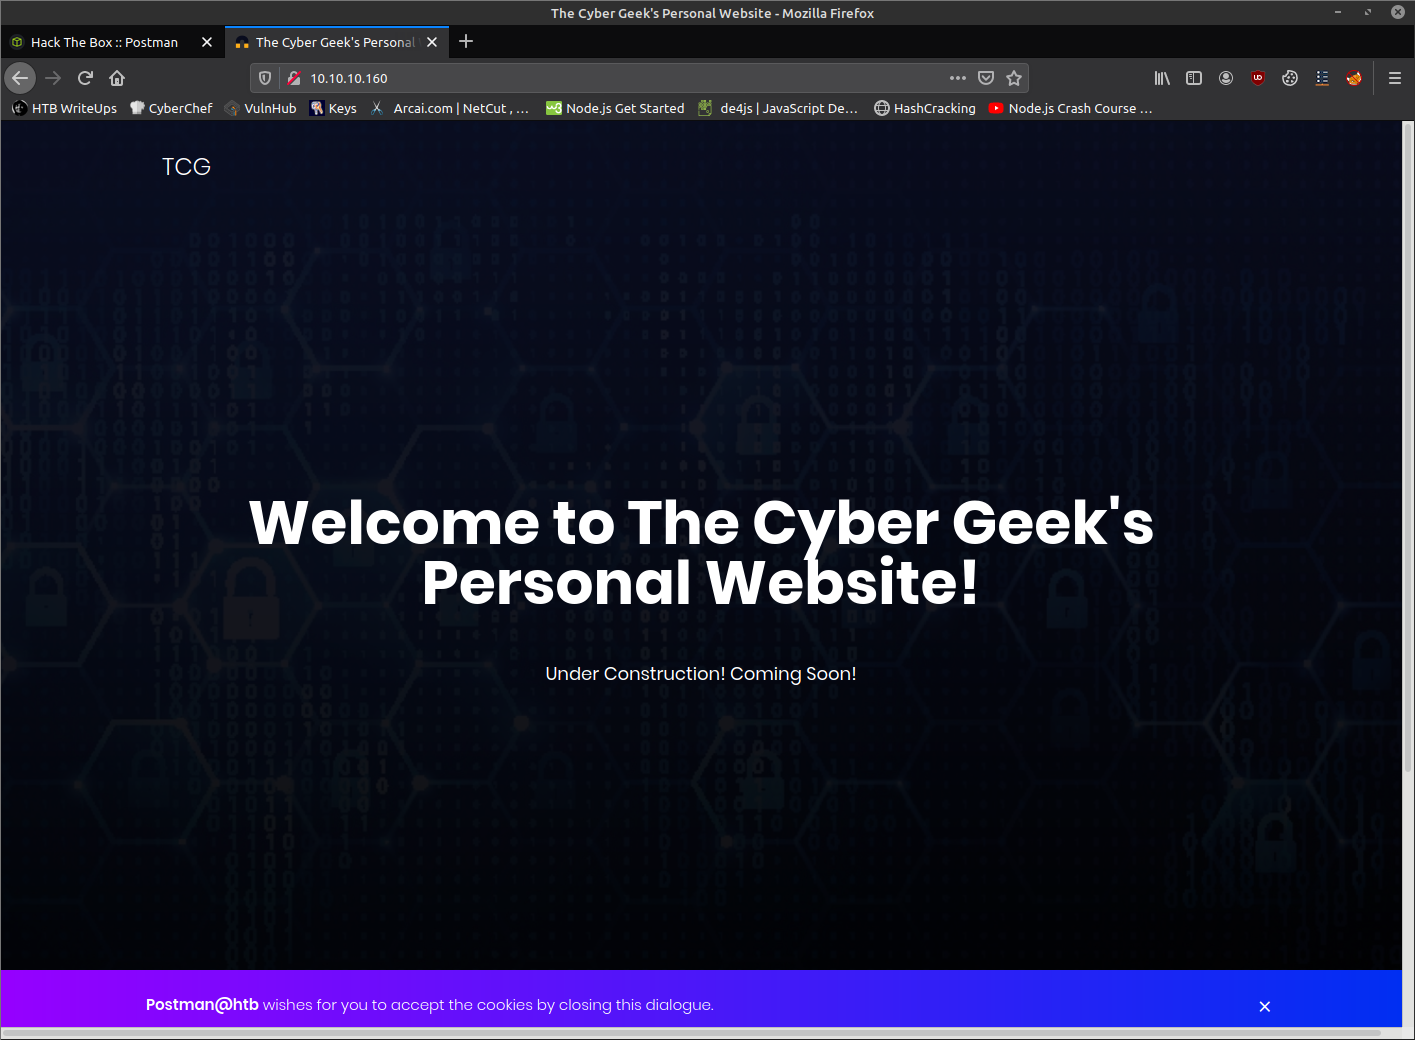 The Cyber Geek's Personal Website - Mozilla Firefox
Hack The Box :: Postman
The Cyber Geek's Personal
10.10.10.160
HTB WriteUps CyberChef VulnHub Keys Arcai.com | NetCut , ... Node.js Get Started de4js | JavaScript De... HashCracking Node.js Crash Course ...
TCG
Welcome to The Cyber Geek's
Personal Website!
Under Construction! Coming Soon!
Postman@htb wishes for you to accept the cookies by closing this dialogue.